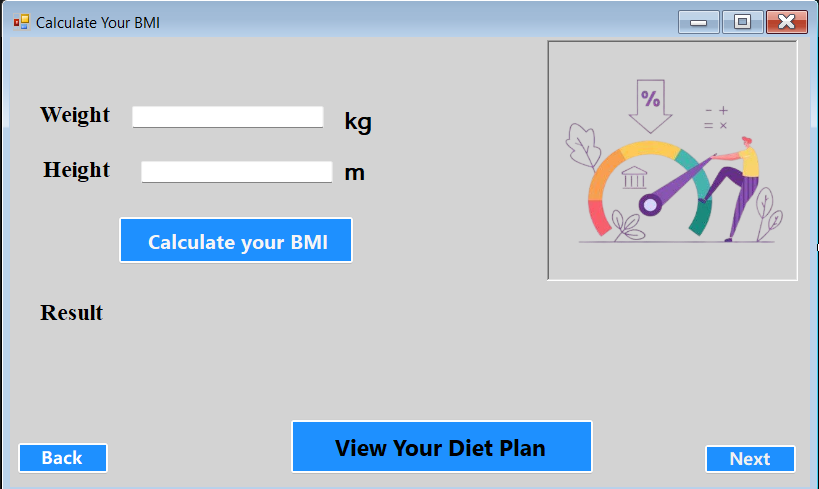 Calculate Your BMI
%
- +
= ×
Weight kg
Height m
Calculate your BMI
Result
View Your Diet Plan
Back Next